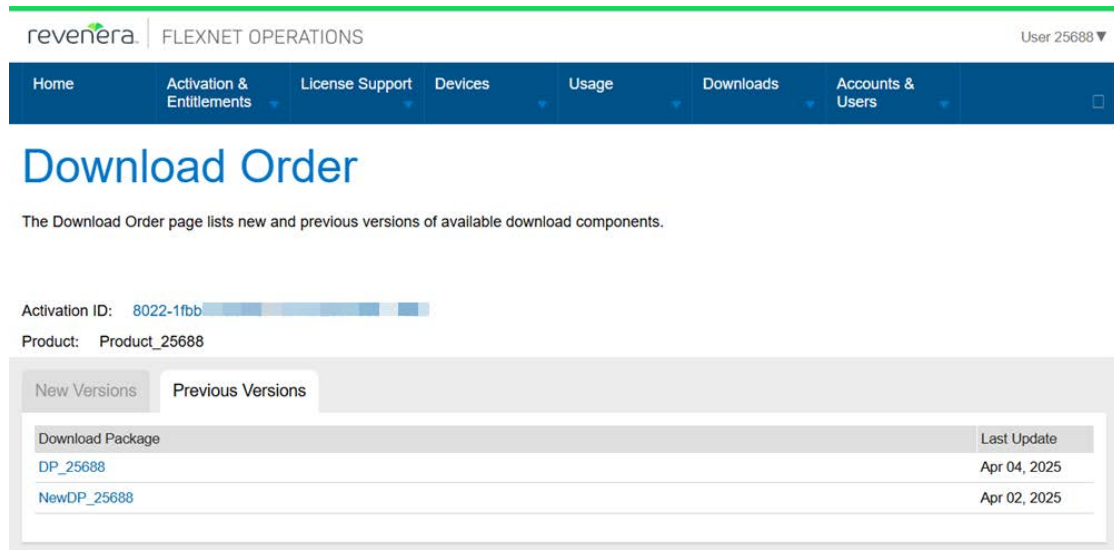 revenera. FLEXNET OPERATIONS User 25688▼
Home Activation & Entitlements License Support Devices Usage Downloads Accounts & Users
Download Order
The Download Order page lists new and previous versions of available download components.
Activation ID: 8022-1fbb
Product: Product_25688
New Versions Previous Versions
Download Package Last Update
DP_25688 Apr 04, 2025
NewDP_25688 Apr 02, 2025